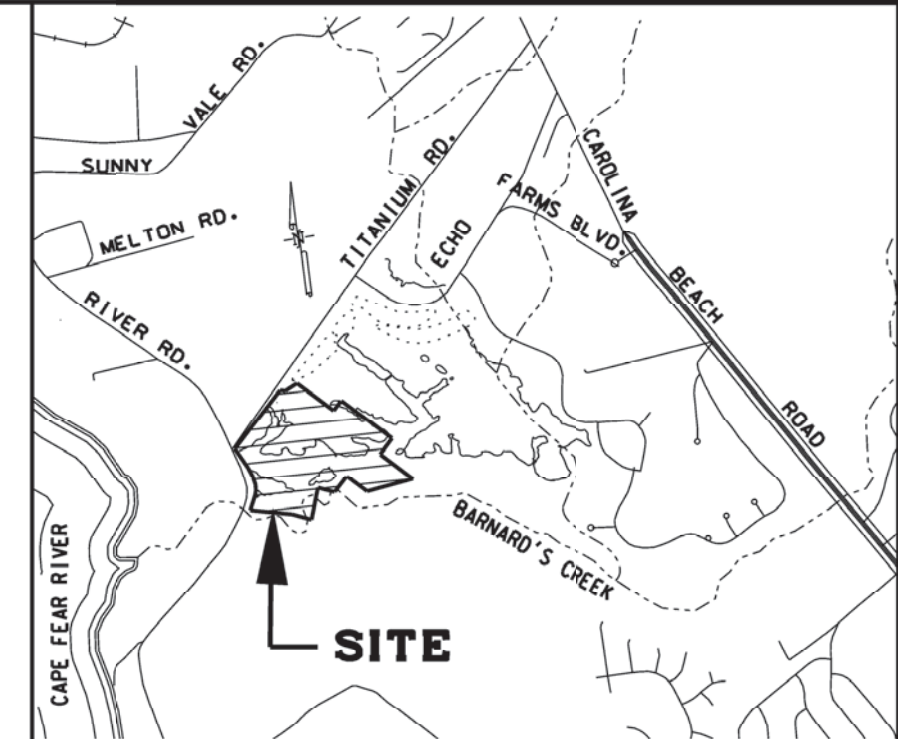 SUNNY VALE RD.
MELTON RD.
RIVER RD.
TITANIUM RD.
ECHO FARMS BLVD.
CAROLINA BEACH ROAD
N
BARNARD'S CREEK
CAPE FEAR RIVER
SITE